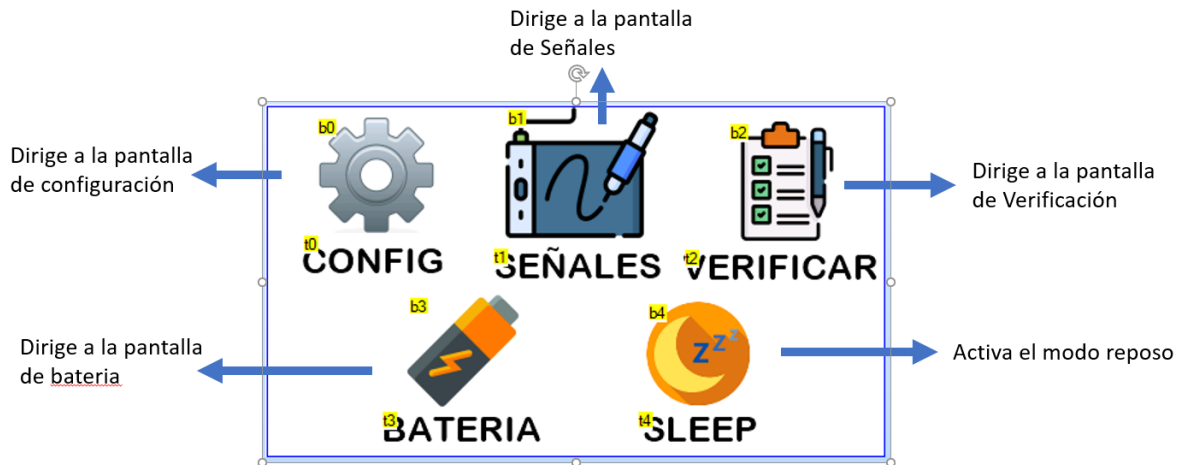 Dirige a la pantalla
de Señales
b0
b1
b2
Dirige a la pantalla
de configuración
Dirige a la pantalla
de Verificación
t0
CONFIG
t1
SEÑALES
t2
VERIFICAR
b3
b4
zzz
Dirige a la pantalla
de bateria
Activa el modo reposo
t3
BATERIA
t4
SLEEP